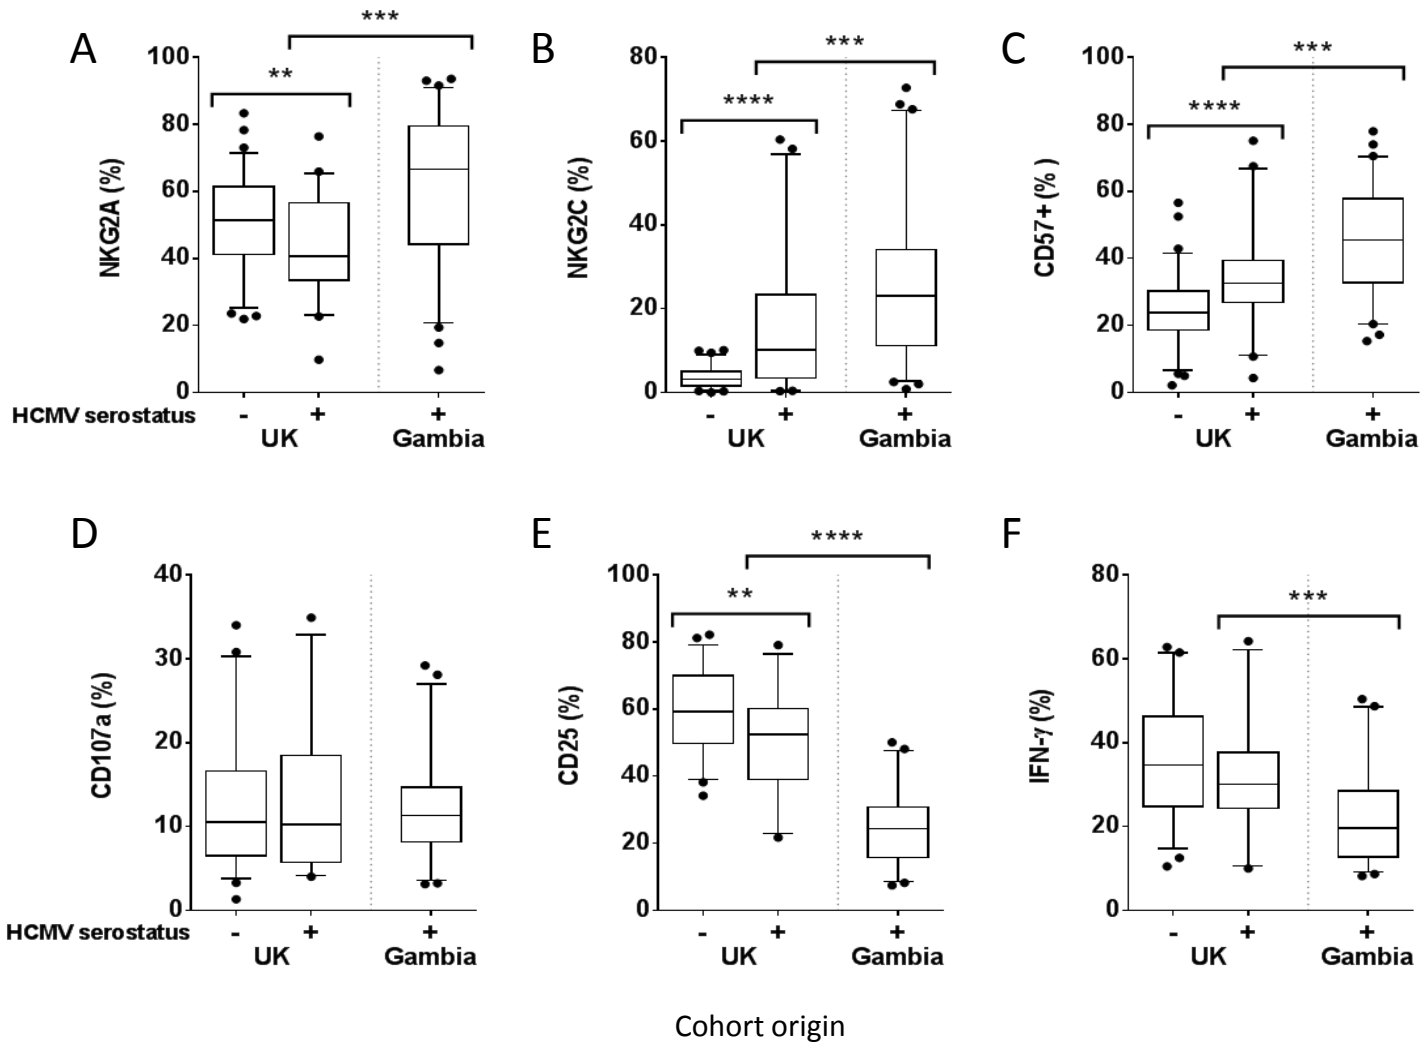 A
NKG2A (%)
100
80
60
40
20
0
***
**
HCMV serostatus - + +
UK Gambia
B
NKG2C (%)
80
60
40
20
0
***
****
- + +
UK Gambia
C
CD57+ (% )
100
80
60
40
20
0
***
****
- + +
UK Gambia
D
CD107a (%)
40
30
20
10
0
HCMV serostatus - + +
UK Gambia
E
CD25 (%)
100
80
60
40
20
0
****
**
- + +
UK Gambia
F
IFN-γ (%)
80
60
40
20
0
***
- + +
UK Gambia
Cohort origin